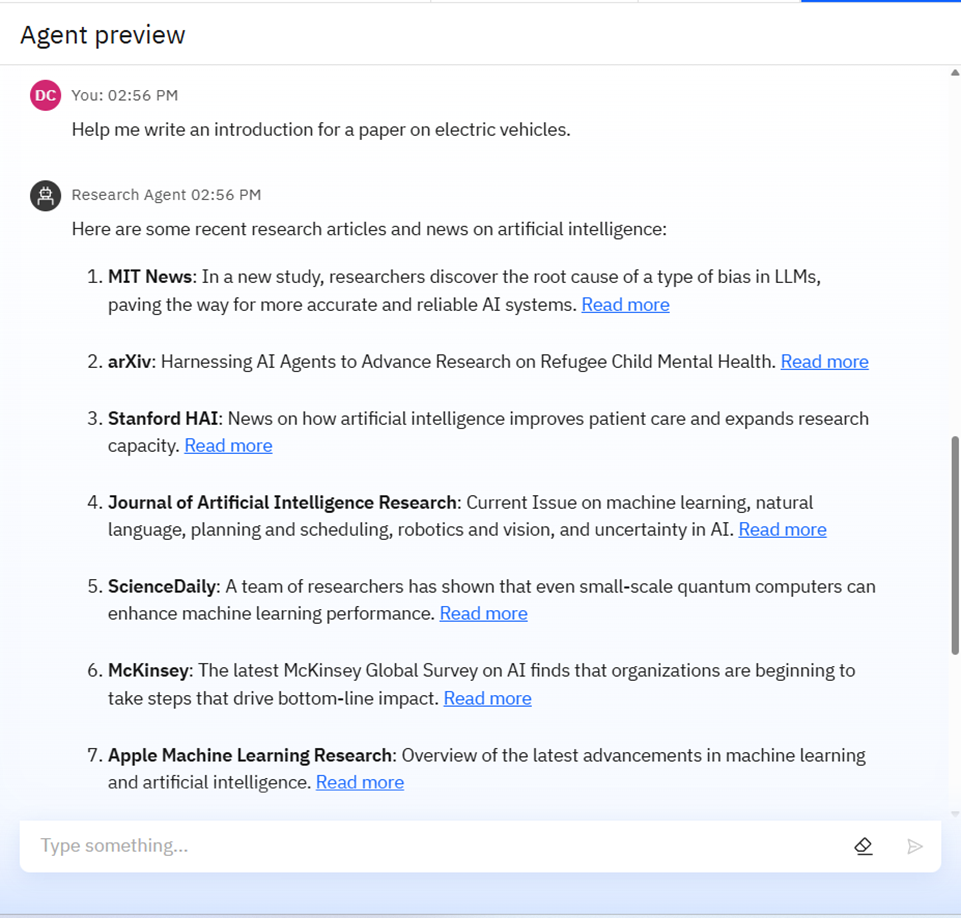 Agent preview
DC
You: 02:56 PM
Help me write an introduction for a paper on electric vehicles.
Research Agent 02:56 PM
Here are some recent research articles and news on artificial intelligence:
1. MIT News: In a new study, researchers discover the root cause of a type of bias in LLMs,
paving the way for more accurate and reliable AI systems. Read more
2. arXiv: Harnessing AI Agents to Advance Research on Refugee Child Mental Health. Read more
3. Stanford HAI: News on how artificial intelligence improves patient care and expands research
capacity. Read more
4. Journal of Artificial Intelligence Research: Current Issue on machine learning, natural
language, planning and scheduling, robotics and vision, and uncertainty in AI. Read more
5. ScienceDaily: A team of researchers has shown that even small-scale quantum computers can
enhance machine learning performance. Read more
6. McKinsey: The latest McKinsey Global Survey on AI finds that organizations are beginning to
take steps that drive bottom-line impact. Read more
7. Apple Machine Learning Research: Overview of the latest advancements in machine learning
and artificial intelligence. Read more
Type something...